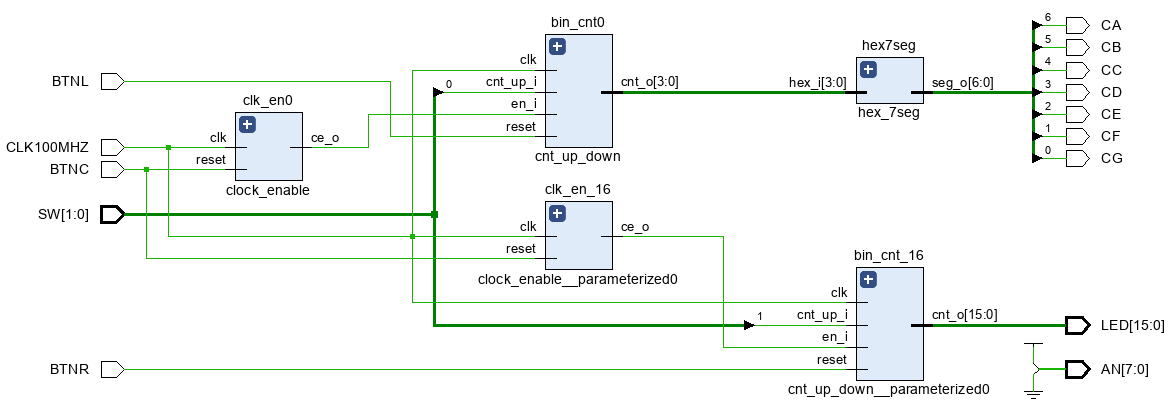 bin_cnt0
clk
cnt_up_i
en_i
reset
cnt_o[3:0]
cnt_up_down
0
hex7seg
hex_i[3:0]
seg_o[6:0]
hex_7seg
6
CA
5
CB
4
CC
3
CD
2
CE
1
CF
0
CG
BTNL
clk_en0
clk
reset
ce_o
clock_enable
CLK100MHZ
BTNC
SW[1:0]
clk_en_16
clk
reset
ce_o
clock_enable__parameterized0
bin_cnt_16
clk
1
cnt_up_i
en_i
reset
cnt_o[15:0]
cnt_up_down__parameterized0
LED[15:0]
AN[7:0]
BTNR